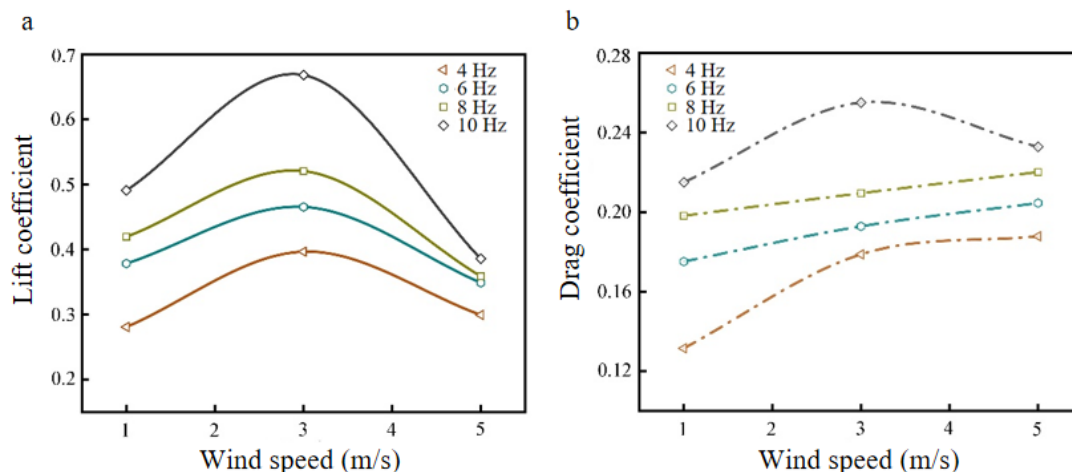 a
0.7
0.6
0.5
0.4
0.3
0.2
Lift coefficient
4 Hz
6 Hz
8 Hz
10 Hz
1 2 3 4 5
Wind speed (m/s)
b
0.28
0.24
0.20
0.16
0.12
Drag coefficient
4 Hz
6 Hz
8 Hz
10 Hz
1 2 3 4 5
Wind speed (m/s)